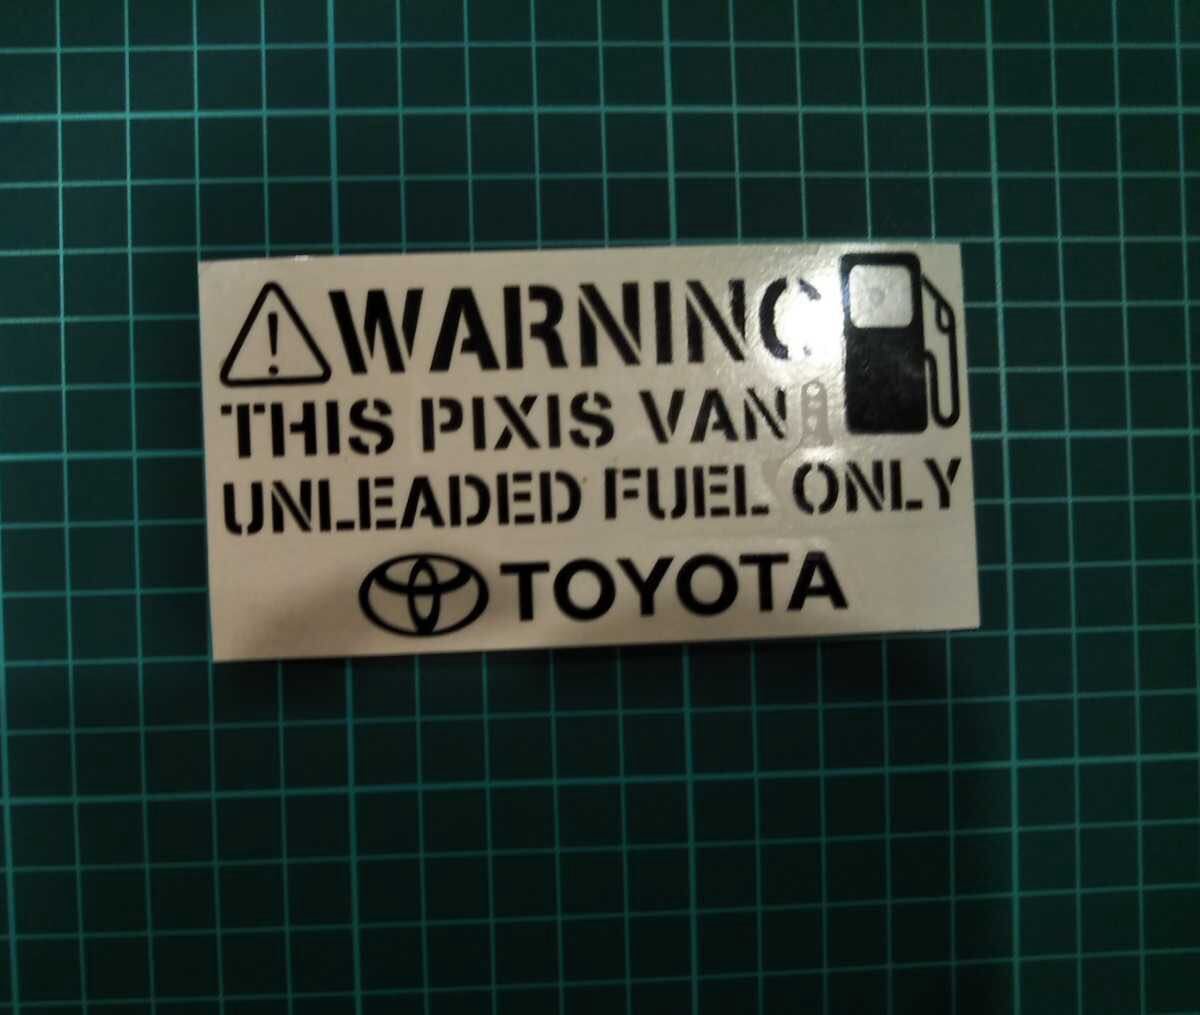 WARNING
THIS PIXIS VAN
UNLEADED FUEL ONLY
TOYOTA